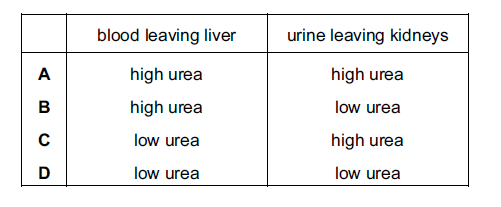 blood leaving liver urine leaving kidneys
A high urea high urea
B high urea low urea
C low urea high urea
D low urea low urea